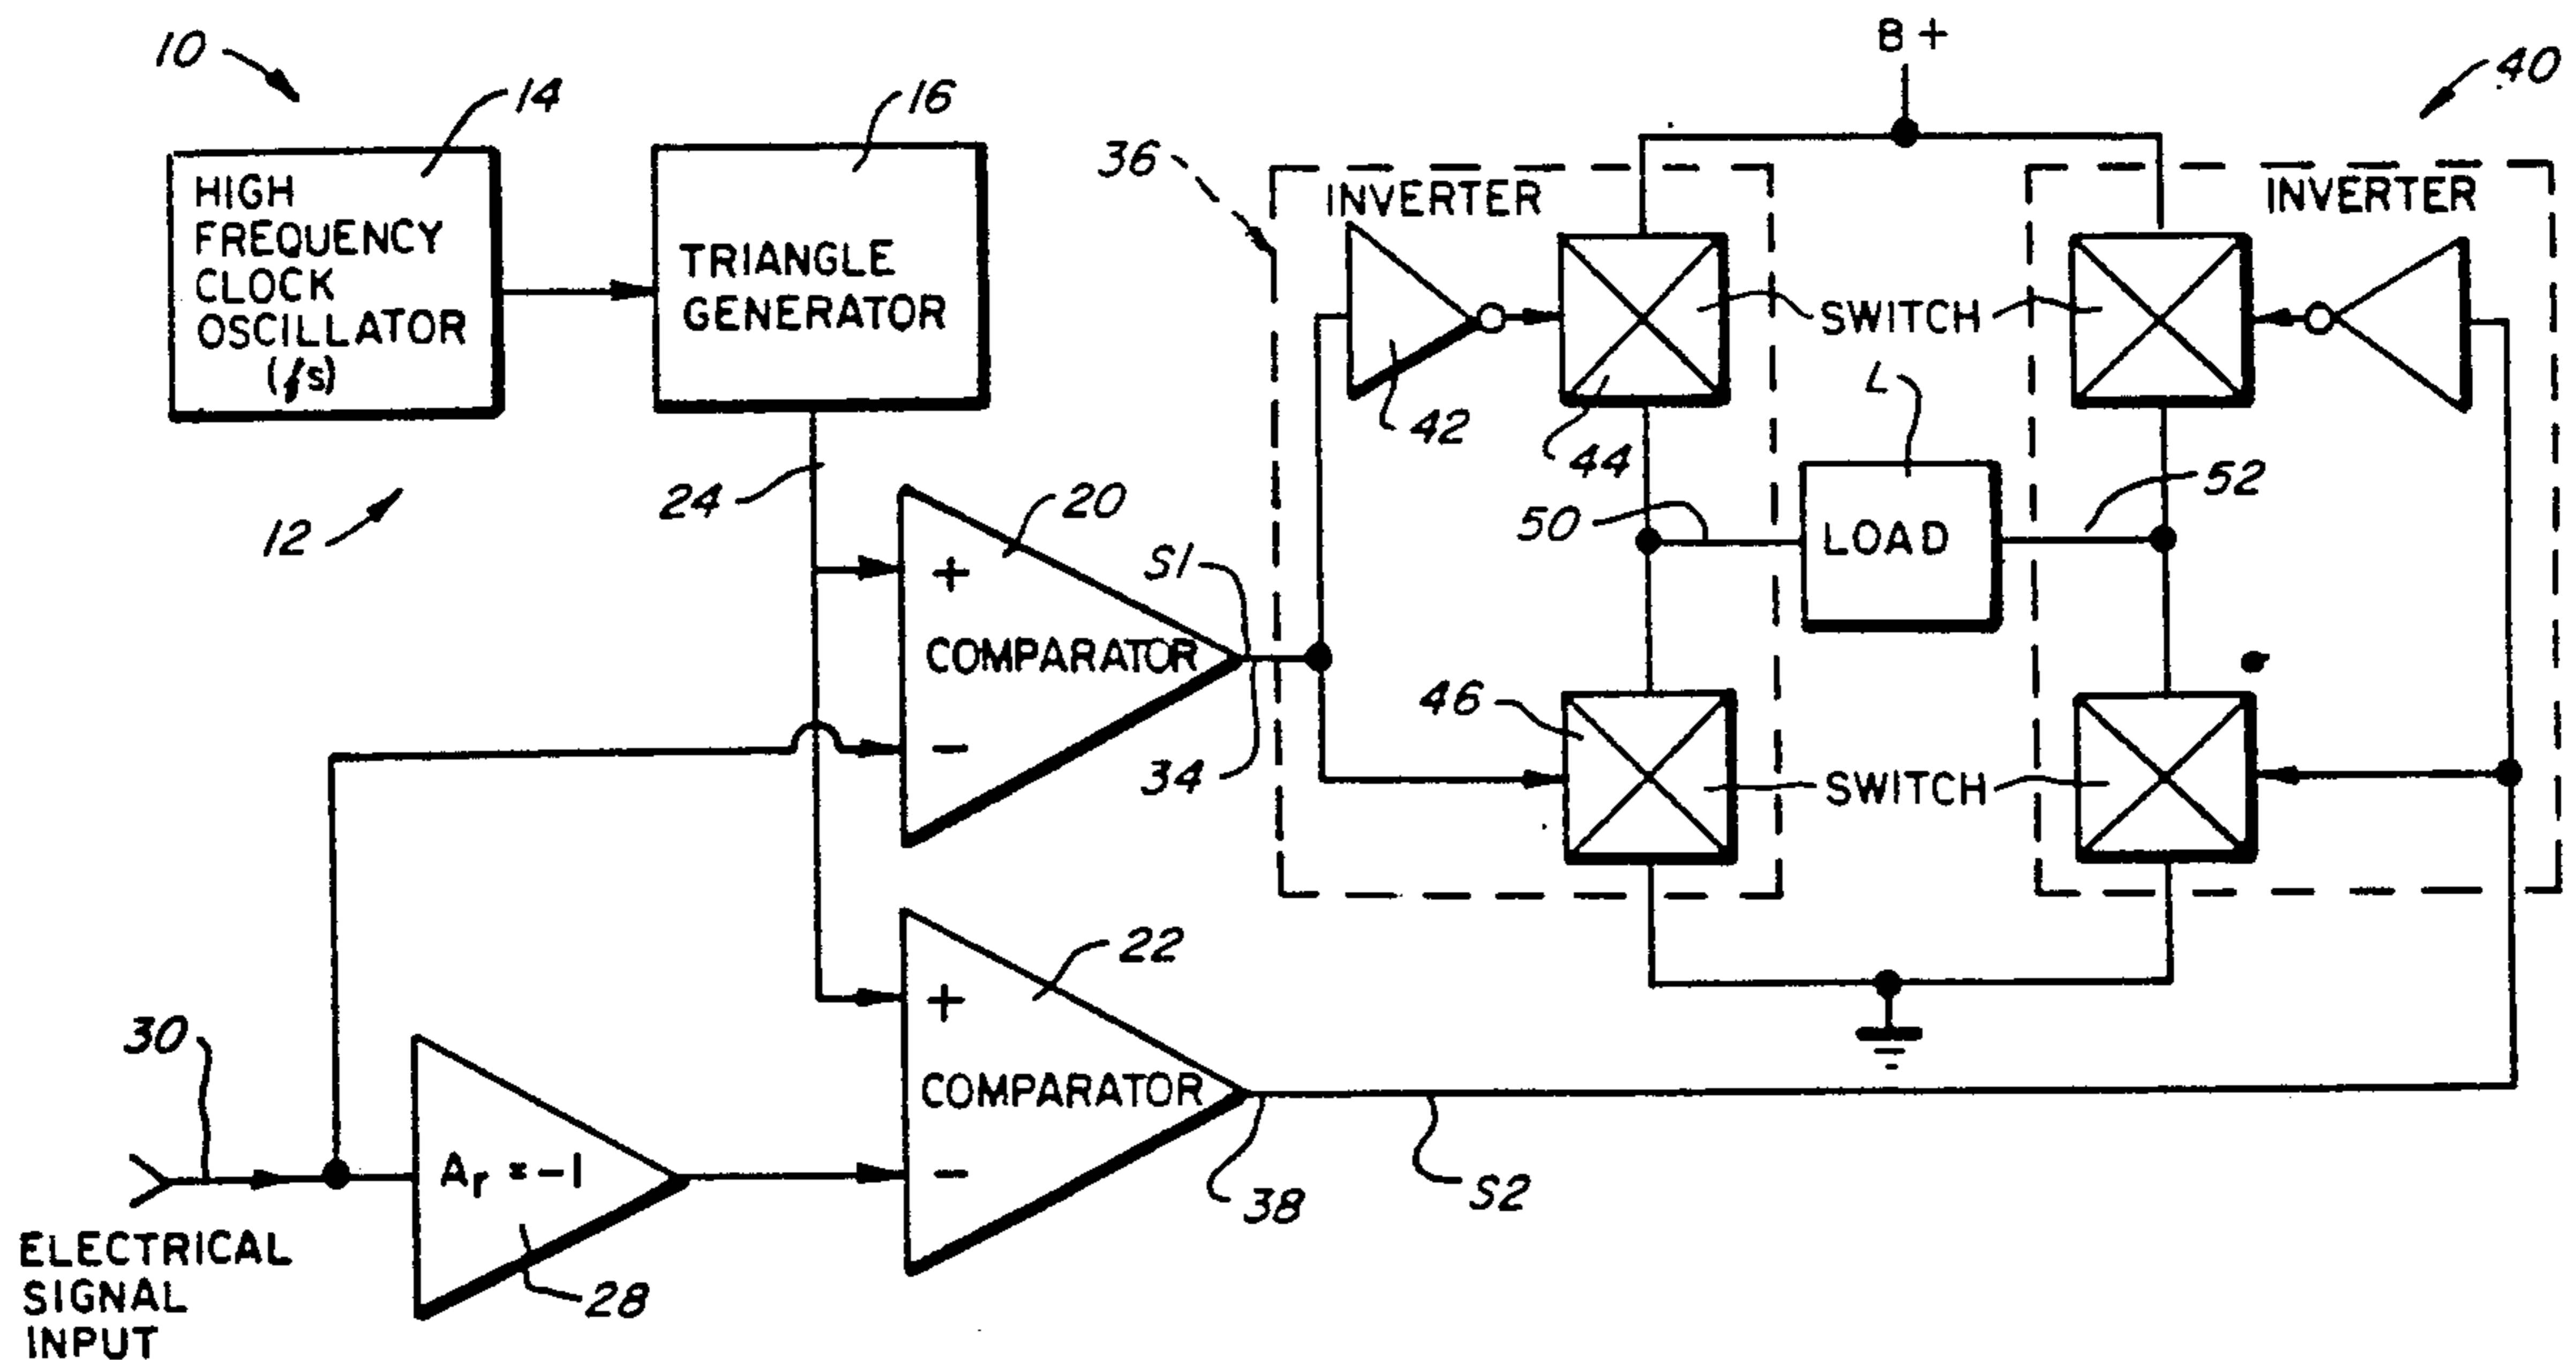 B +
10
14
16
40
36
HIGH
FREQUENCY
CLOCK
OSCILLATOR
(fs)
TRIANGLE
GENERATOR
INVERTER
INVERTER
SWITCH
42
44
L
24
20
50
LOAD
52
12
+
S1
COMPARATOR
46
-
34
SWITCH
22
+
30
COMPARATOR
Ar = -1
-
38
S2
28
ELECTRICAL
SIGNAL
INPUT